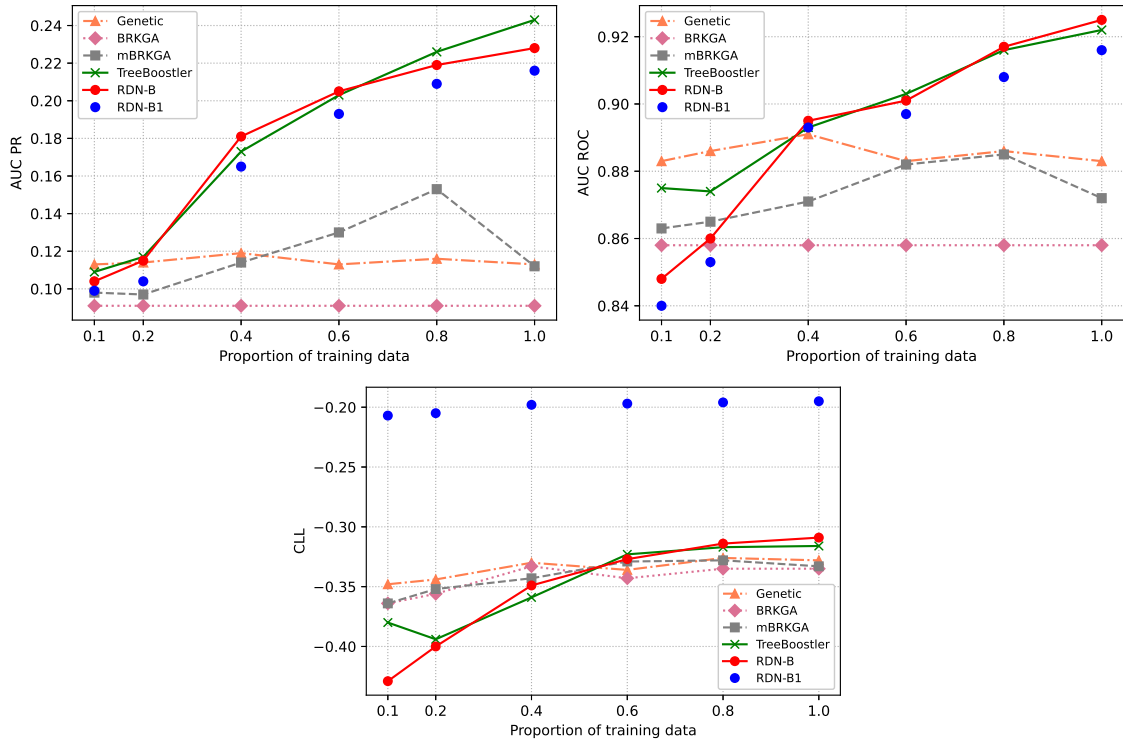 0.24
0.22
0.20
0.18
0.16
0.14
0.12
0.10
AUC PR
Genetic
BRKGA
mBRKGA
TreeBoostler
RDN-B
RDN-B1
0.1 0.2 0.4 0.6 0.8 1.0
Proportion of training data
0.92
0.90
0.88
0.86
0.84
AUC ROC
Genetic
BRKGA
mBRKGA
TreeBoostler
RDN-B
RDN-B1
0.1 0.2 0.4 0.6 0.8 1.0
Proportion of training data
−0.20
−0.25
−0.30
−0.35
−0.40
CLL
Genetic
BRKGA
mBRKGA
TreeBoostler
RDN-B
RDN-B1
0.1 0.2 0.4 0.6 0.8 1.0
Proportion of training data